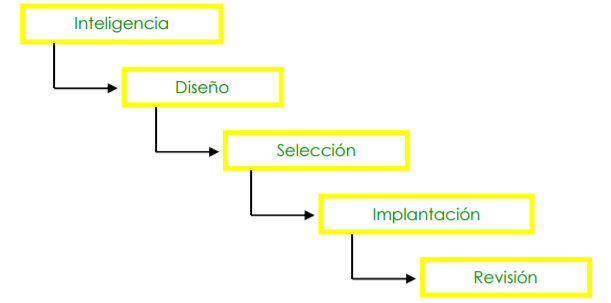 Inteligencia
Diseño
Selección
Implantación
Revisión